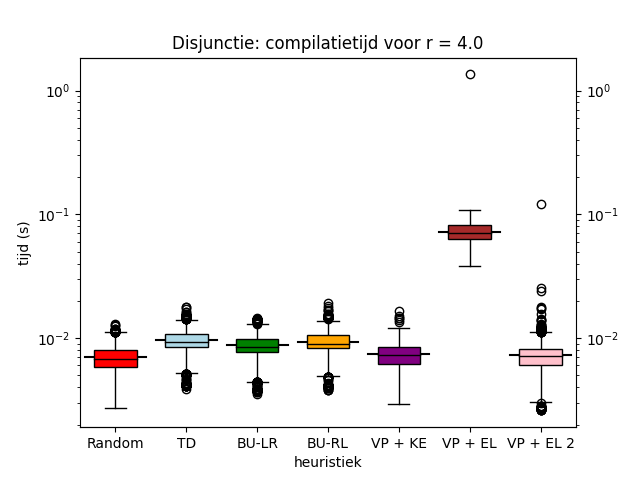 Disjunctie: compilatietijd voor r = 4.0
tijd (s)
10⁰
10⁻¹
10⁻²
10⁰
10⁻¹
10⁻²
Random TD BU-LR BU-RL VP + KE VP + EL VP + EL 2
heuristiek